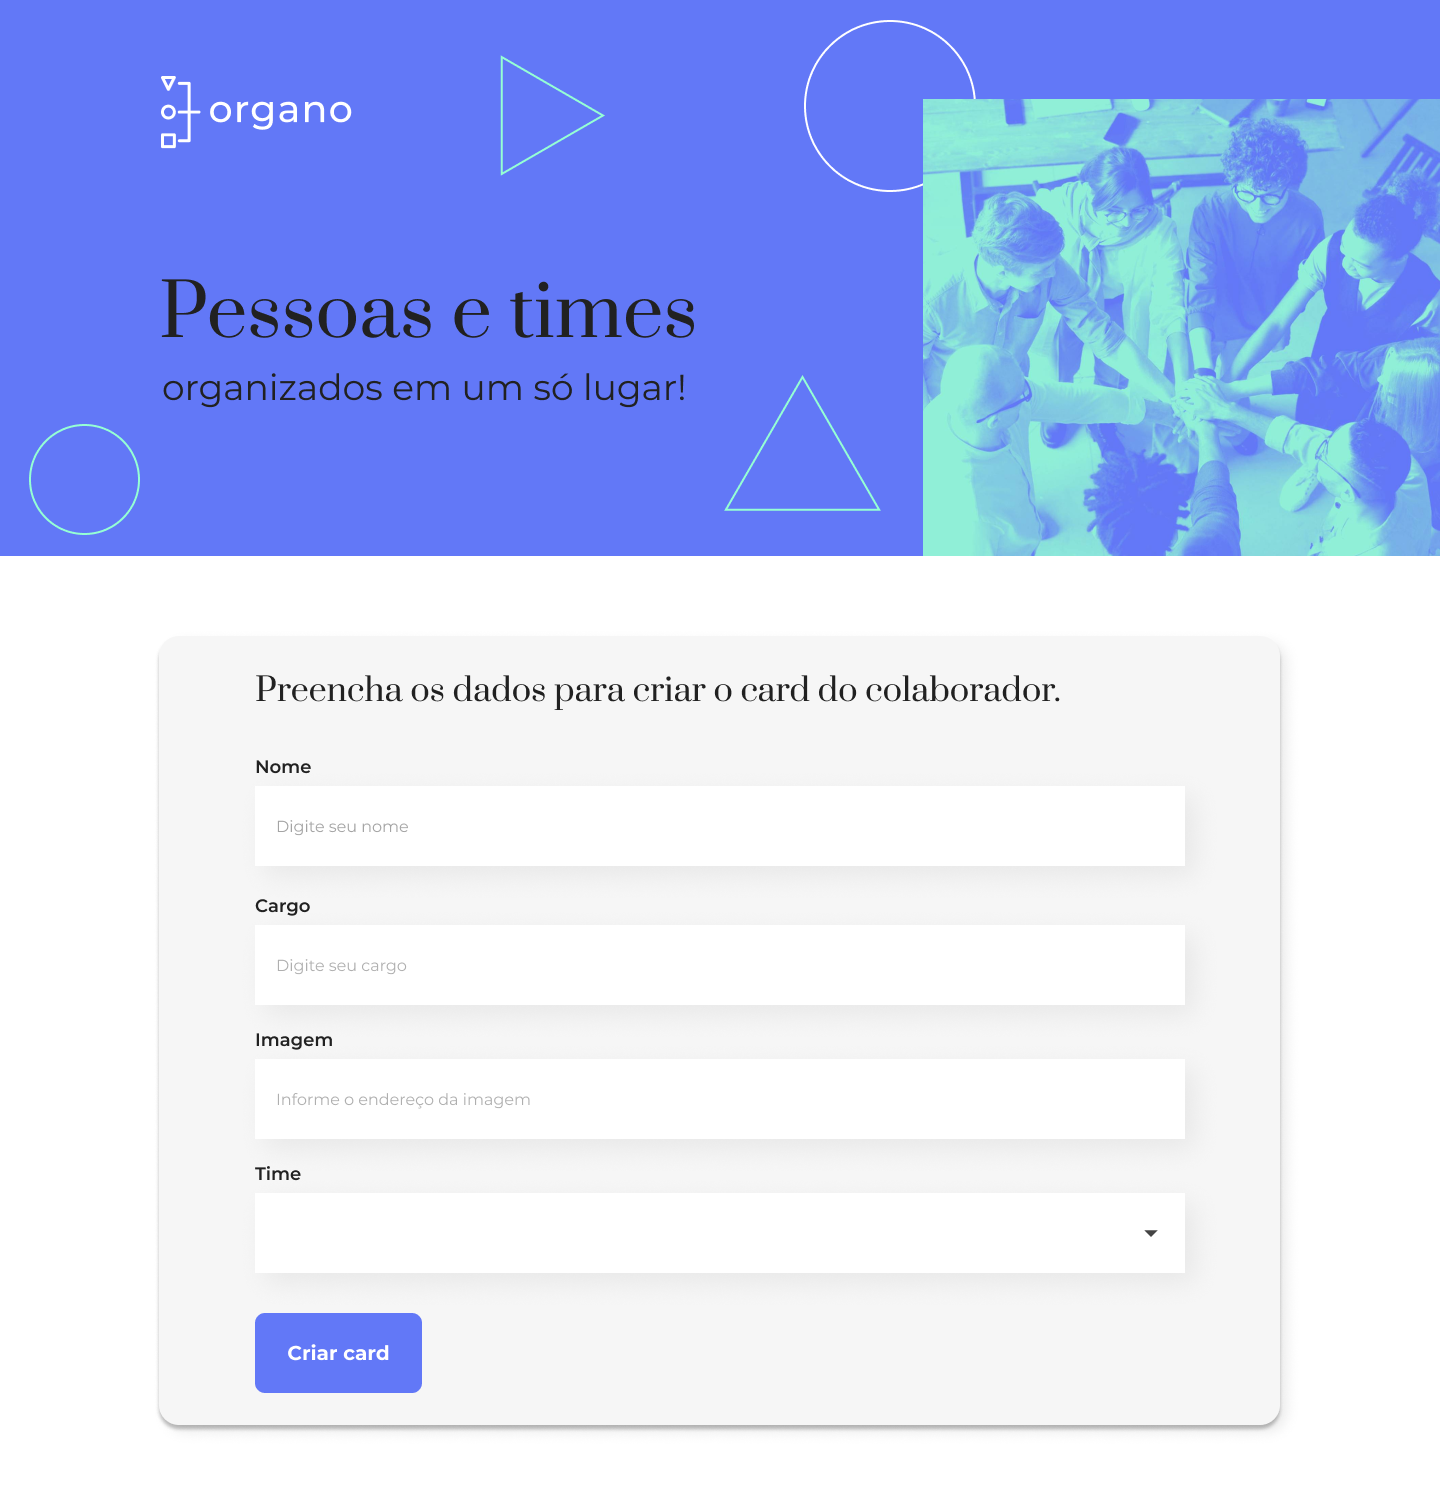 organo
Pessoas e times
organizados em um só lugar!
Preencha os dados para criar o card do colaborador.
Nome
Digite seu nome
Cargo
Digite seu cargo
Imagem
Informe o endereço da imagem
Time
Criar card